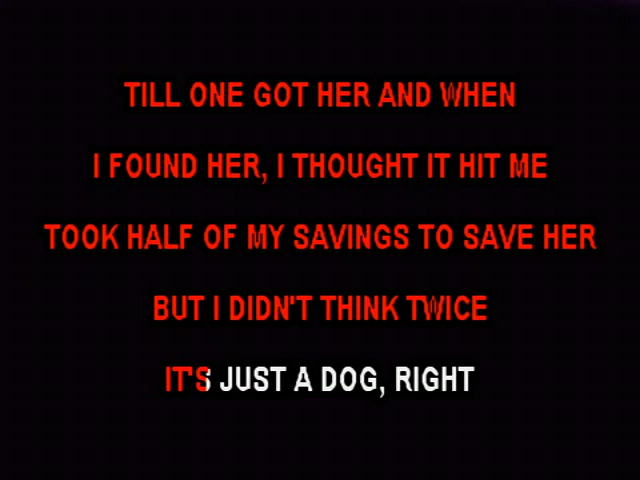 TILL ONE GOT HER AND WHEN
I FOUND HER, I THOUGHT IT HIT ME
TOOK HALF OF MY SAVINGS TO SAVE HER
BUT I DIDN'T THINK TWICE
IT'S JUST A DOG, RIGHT